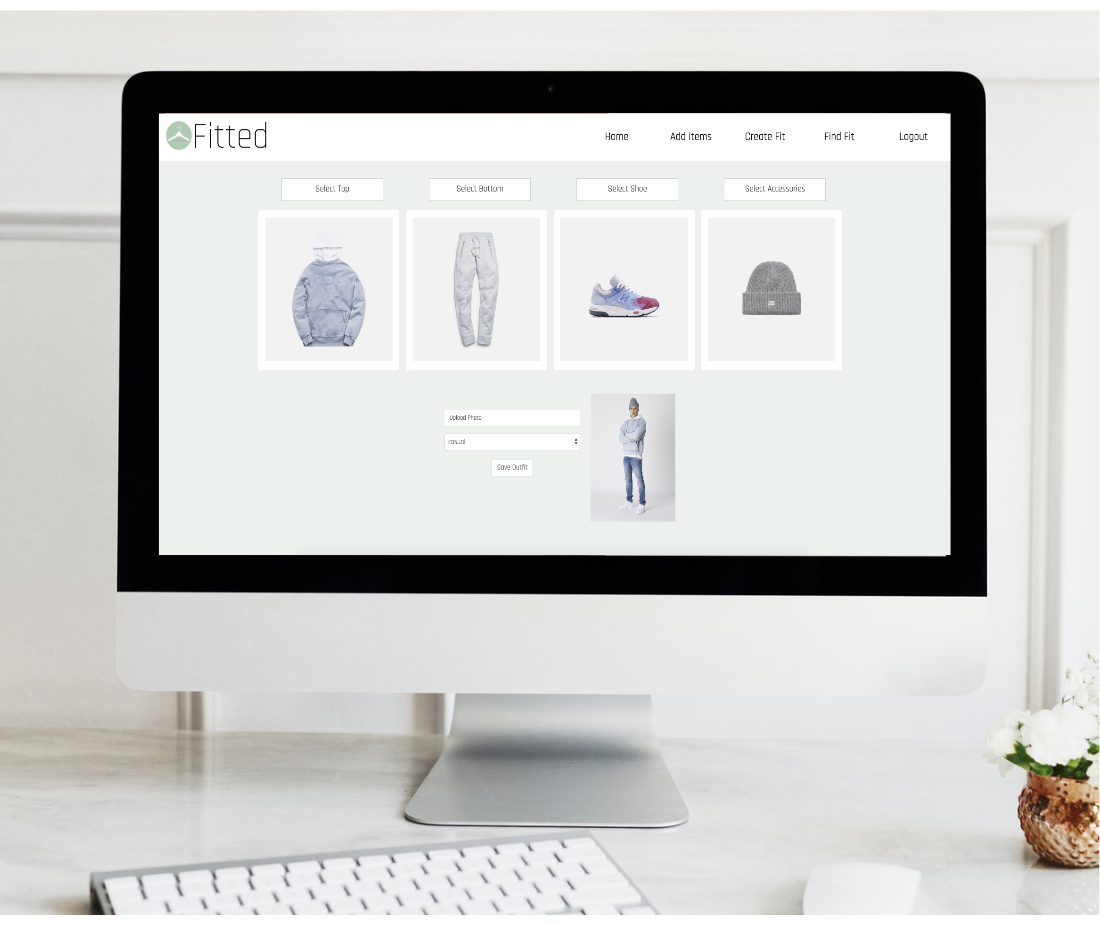 Fitted
Home Add Items Create Fit Find Fit Logout
Select Top Select Bottom Select Shoe Select Accessories
Upload Photo
casual
Save Outfit